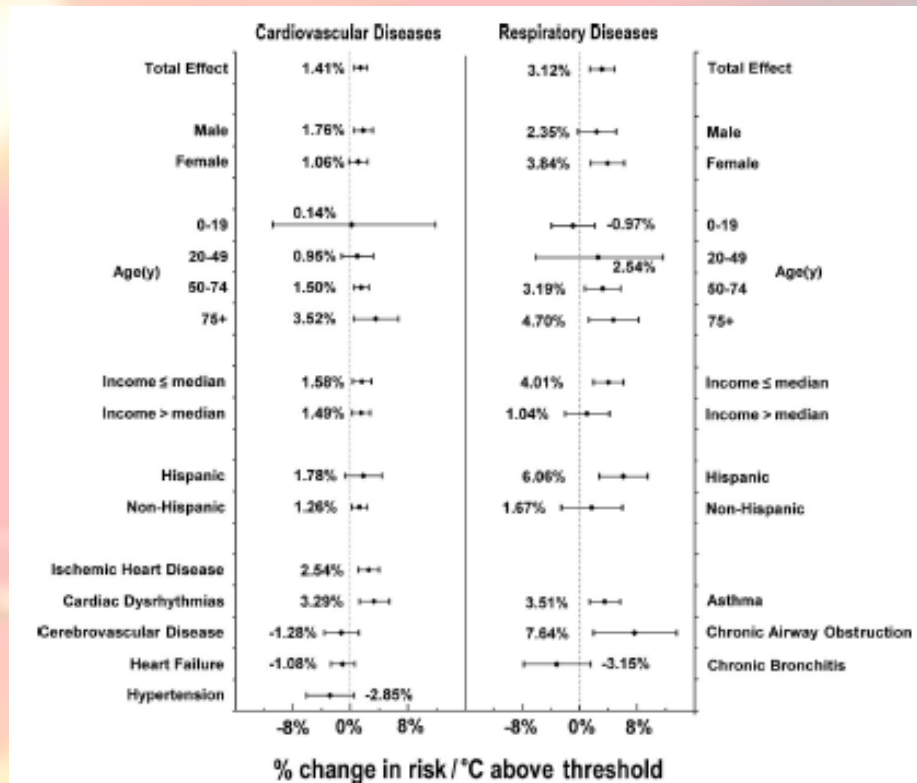 Cardiovascular Diseases Respiratory Diseases
Total Effect 1.41% 3.12% Total Effect
Male 1.76% 2.35% Male
Female 1.06% 3.84% Female
0-19 0.14% -0.97% 0-19
20-49 0.95% 2.54% 20-49
Age(y) Age(y)
50-74 1.50% 3.19% 50-74
75+ 3.52% 4.70% 75+
Income ≤ median 1.58% 4.01% Income ≤ median
Income > median 1.49% 1.04% Income > median
Hispanic 1.78% 6.06% Hispanic
Non-Hispanic 1.26% 1.67% Non-Hispanic
Ischemic Heart Disease 2.54%
Cardiac Dysrhythmias 3.29% 3.51% Asthma
Cerebrovascular Disease -1.28% 7.64% Chronic Airway Obstruction
Heart Failure -1.08% -3.15% Chronic Bronchitis
Hypertension -2.85%
-8% 0% 8% -8% 0% 8%
% change in risk / °C above threshold